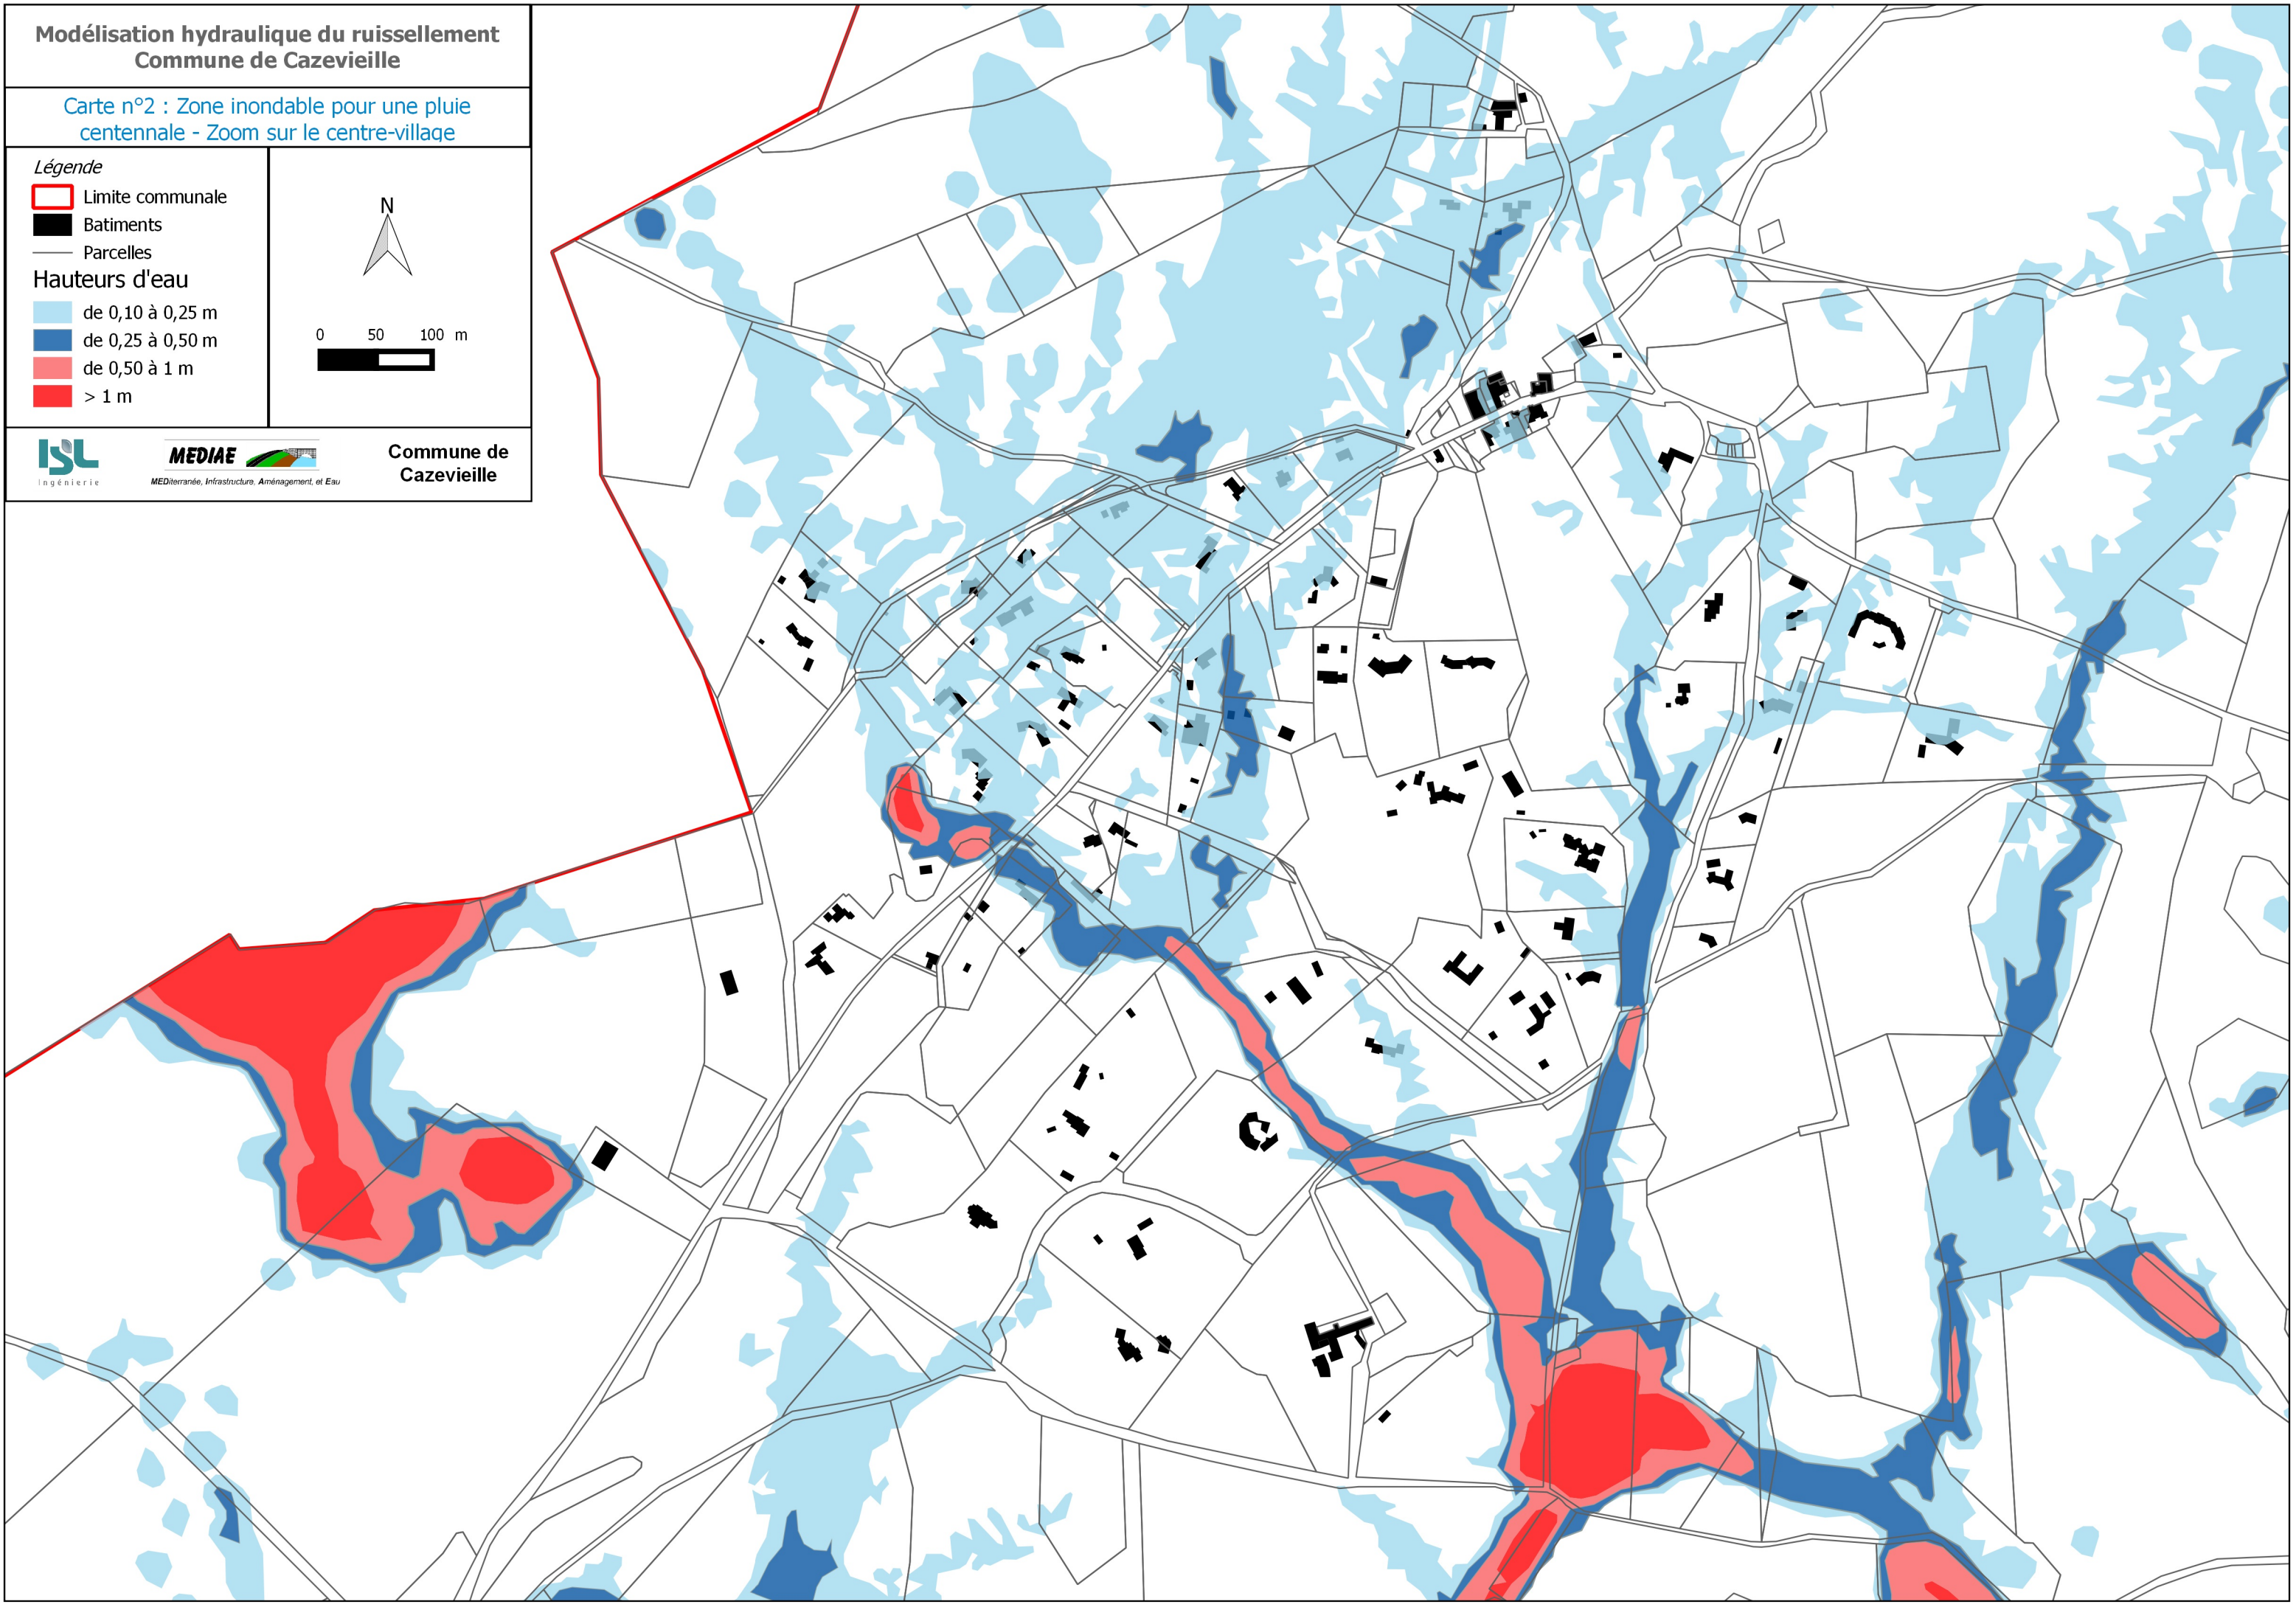 Modélisation hydraulique du ruissellement
Commune de Cazevieille
Carte n°2 : Zone inondable pour une pluie
centennale - Zoom sur le centre-village
Légende
Limite communale
Batiments
Parcelles
Hauteurs d'eau
de 0,10 à 0,25 m
de 0,25 à 0,50 m
de 0,50 à 1 m
> 1 m
N
0 50 100 m
ISL
Ingénierie
MEDIAE
MEDiterranée, Infrastructure, Aménagement, et Eau
Commune de
Cazevieille